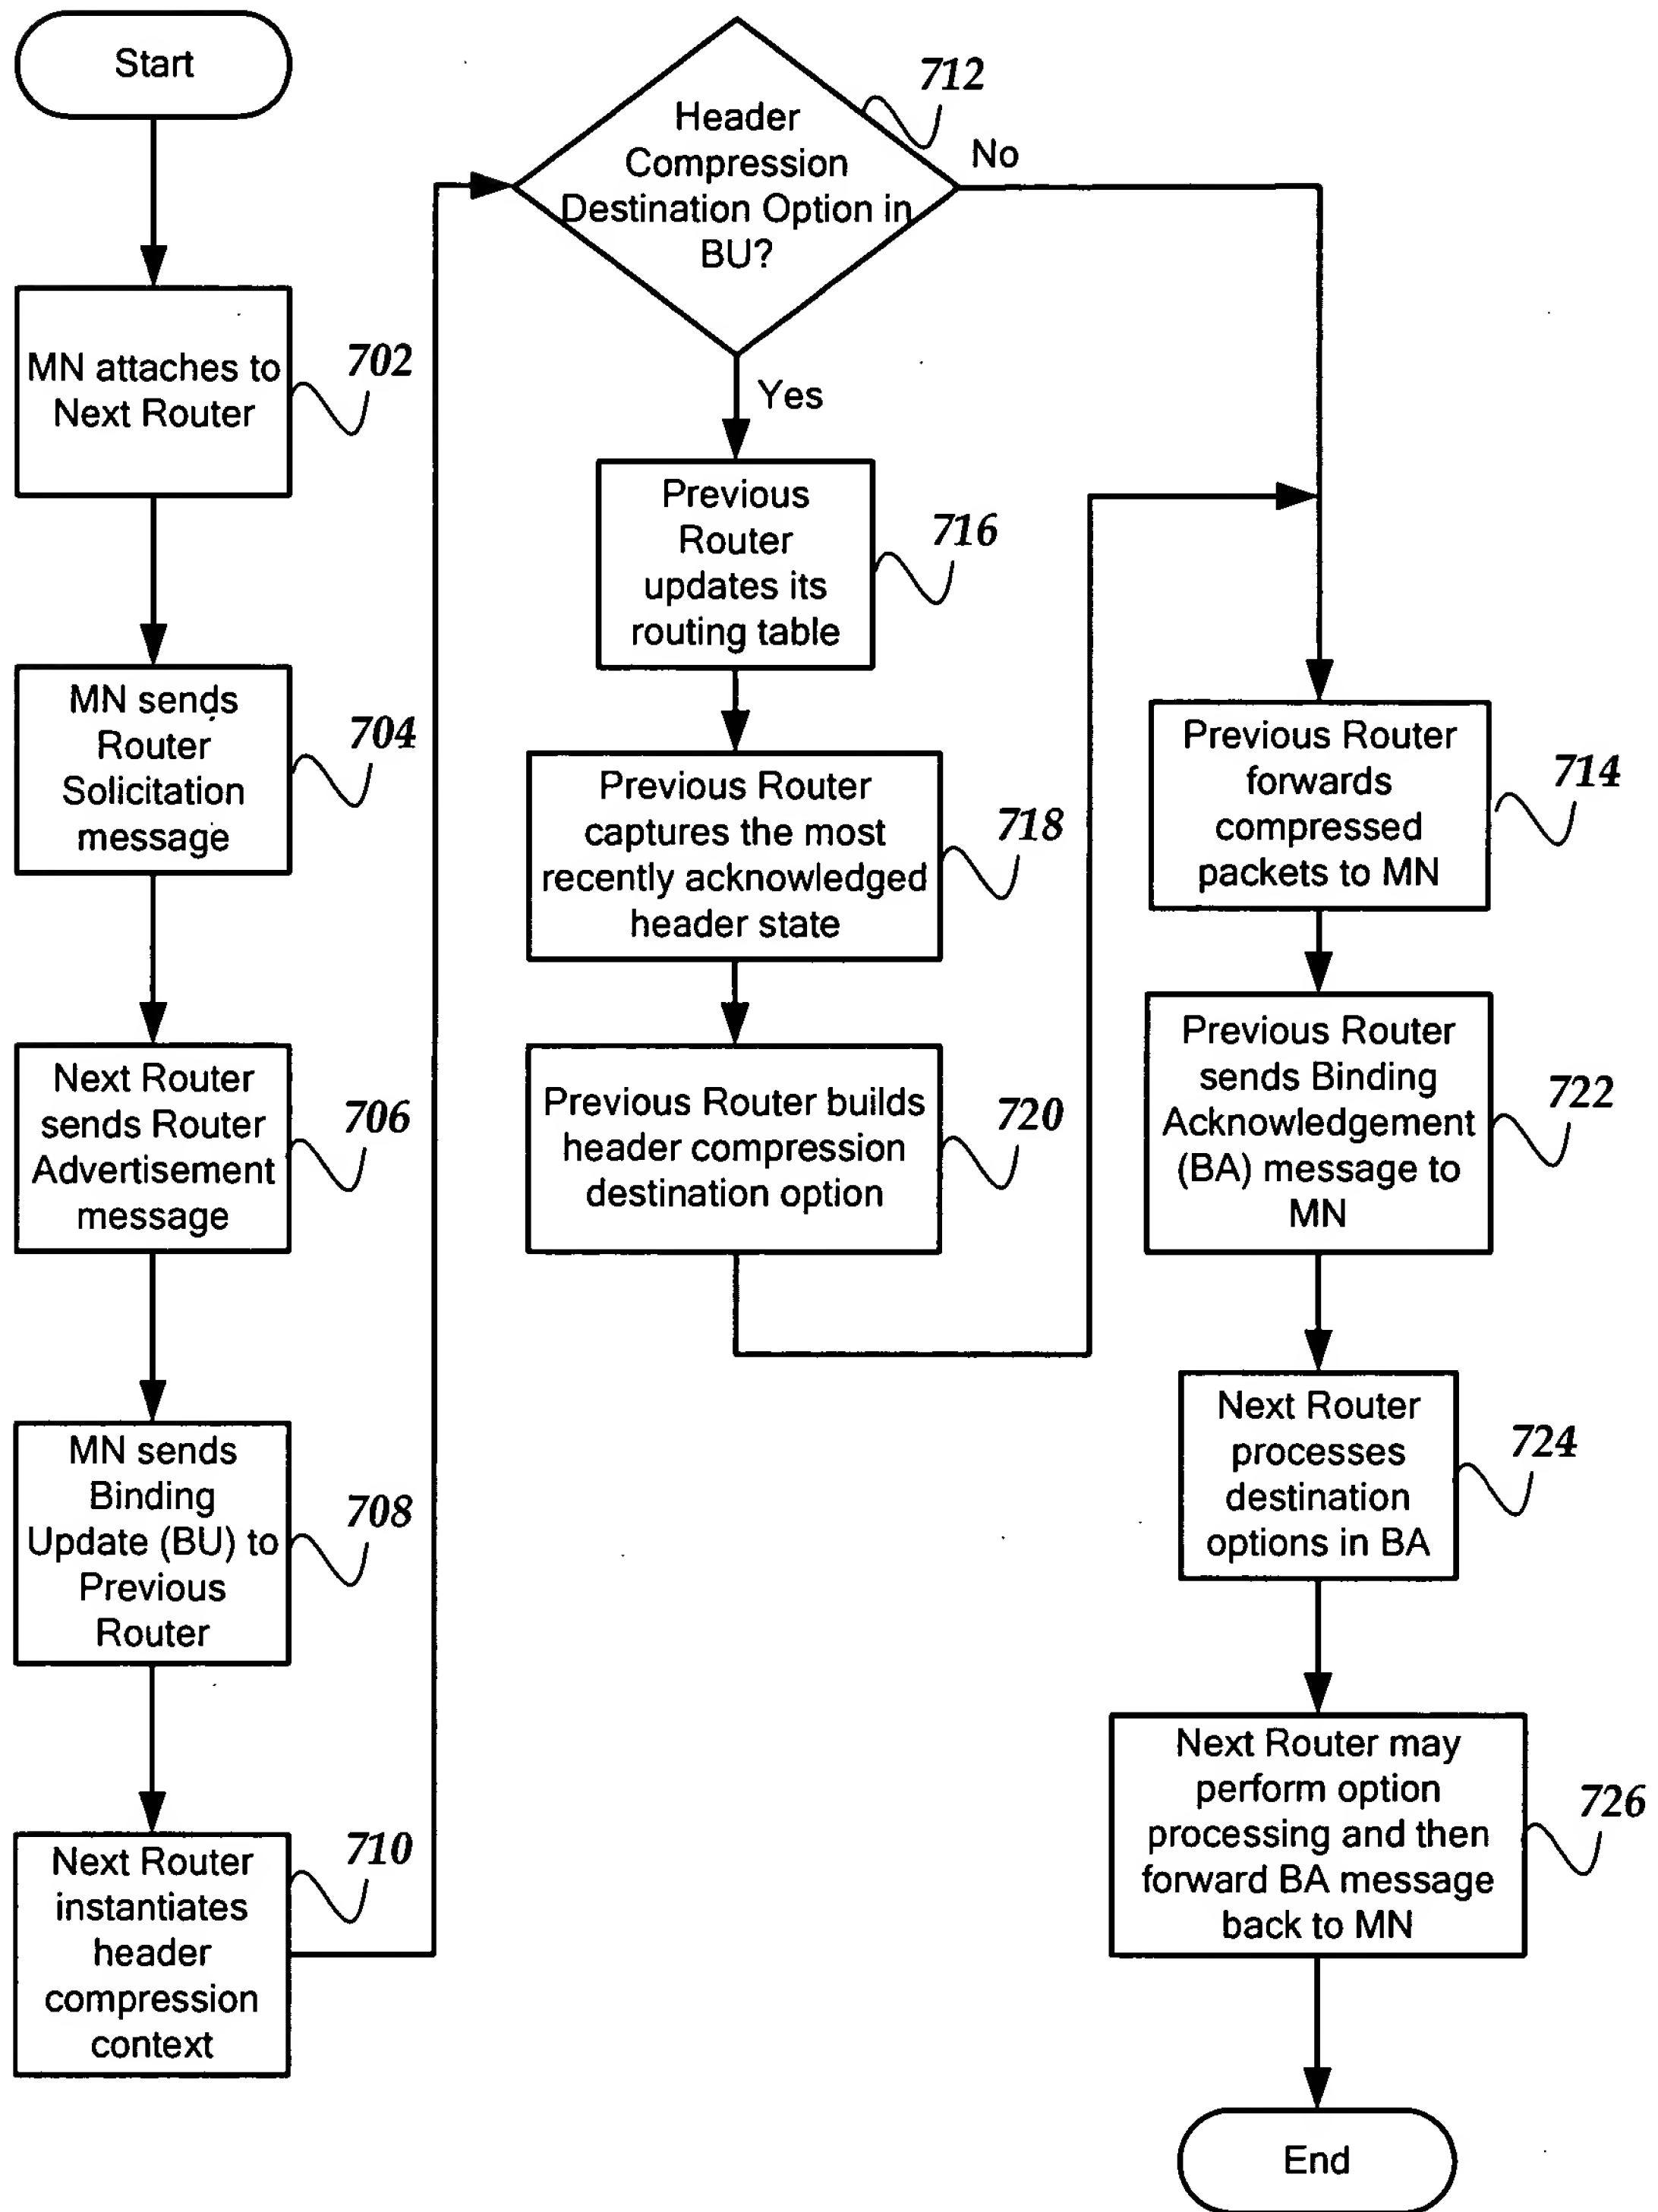 Start
MN attaches to
Next Router
702
MN sends
Router
Solicitation
message
704
Next Router
sends Router
Advertisement
message
706
MN sends
Binding
Update (BU) to
Previous
Router
708
Next Router
instantiates
header
compression
context
710
Header
Compression
Destination Option in
BU?
712
No
Yes
Previous
Router
updates its
routing table
716
Previous Router
captures the most
recently acknowledged
header state
718
Previous Router builds
header compression
destination option
720
Previous Router
forwards
compressed
packets to MN
714
Previous Router
sends Binding
Acknowledgement
(BA) message to
MN
722
Next Router
processes
destination
options in BA
724
Next Router may
perform option
processing and then
forward BA message
back to MN
726
End